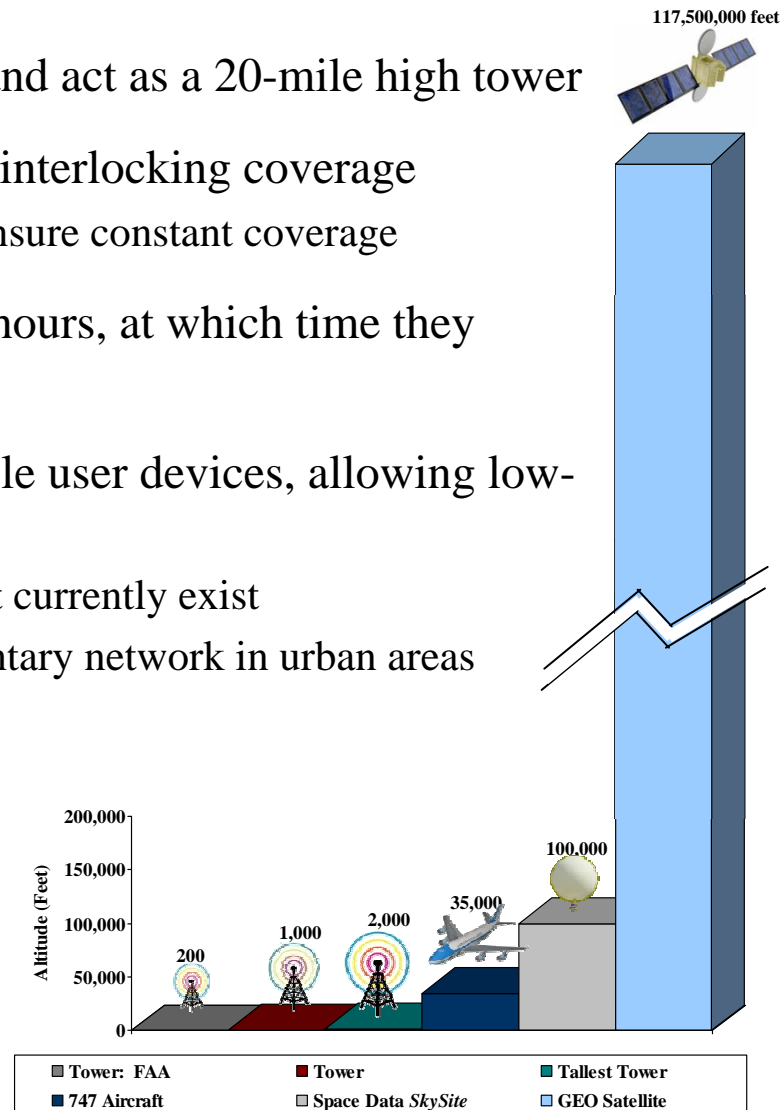 117,500,000 feet
nd act as a 20-mile high tower
interlocking coverage
nsure constant coverage
hours, at which time they
le user devices, allowing low-
t currently exist
ntary network in urban areas
200,000
150,000
100,000
50,000
0
Altitude (Feet)
200
1,000
2,000
35,000
100,000
Tower: FAA
Tower
Tallest Tower
747 Aircraft
Space Data SkySite
GEO Satellite